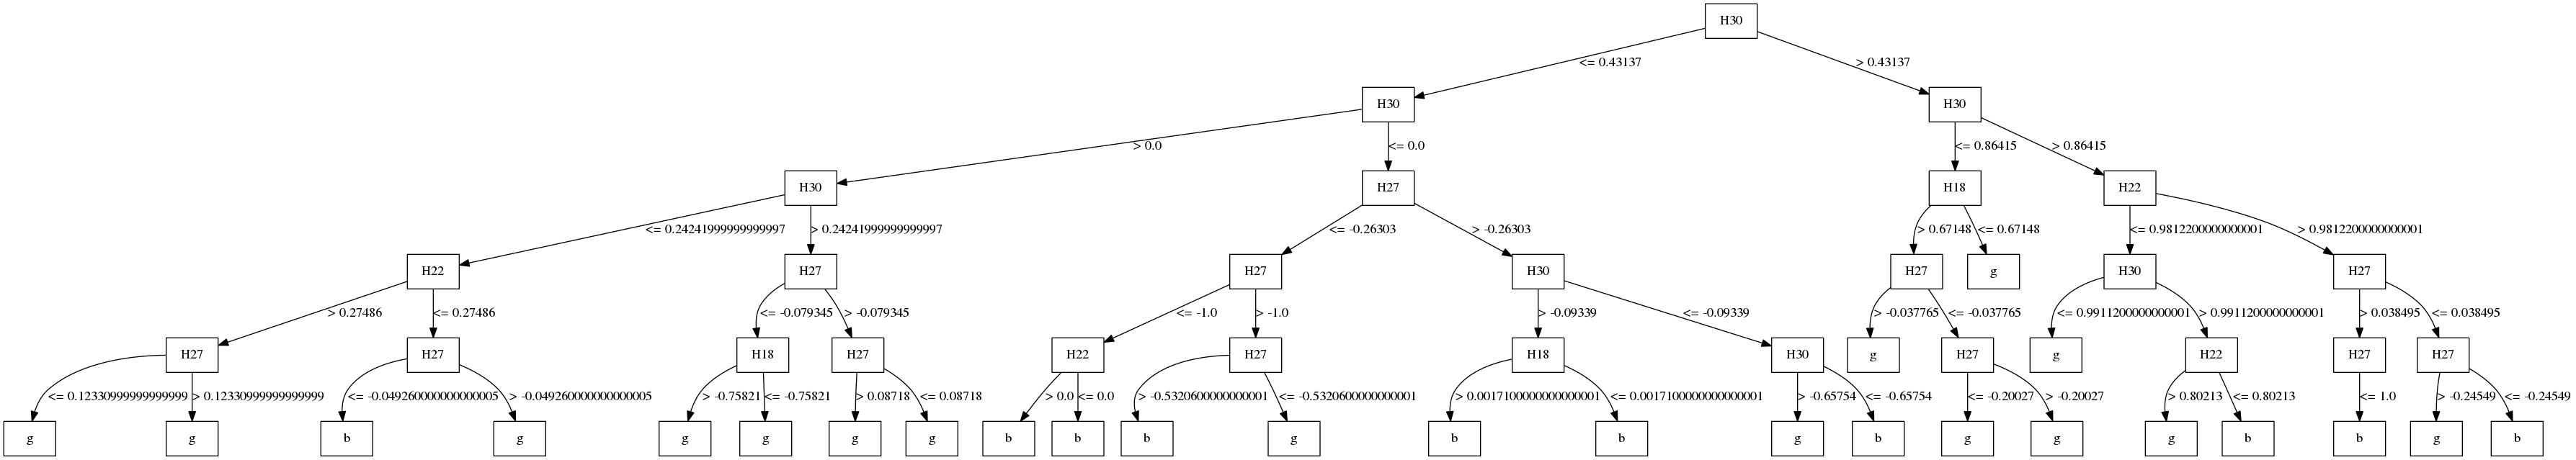 H30
<= 0.43137 > 0.43137
H30 H30
> 0.0 <= 0.0 <= 0.86415 > 0.86415
H30 H27 H18 H22
<= 0.24241999999999997 > 0.24241999999999997 <= -0.26303 > -0.26303 > 0.67148 <= 0.67148 <= 0.9812200000000001 > 0.9812200000000001
H22 H27 H27 H30 H27 g H30 H27
> 0.27486 <= 0.27486 <= -0.079345 > -0.079345 <= -1.0 > -1.0 > -0.09339 <= -0.09339 > -0.037765 <= -0.037765 <= 0.9911200000000001 > 0.9911200000000001 > 0.038495 <= 0.038495
H27 H27 H18 H27 H22 H27 H18 H30 g H27 g H22 H27 H27
<= 0.12330999999999999 > 0.12330999999999999 <= -0.049260000000000005 > -0.049260000000000005 > -0.75821 <= -0.75821 > 0.08718 <= 0.08718 > 0.0 <= 0.0 > -0.5320600000000001 <= -0.5320600000000001 > 0.0017100000000000001 <= 0.0017100000000000001 > -0.65754 <= -0.65754 <= -0.20027 > -0.20027 > 0.80213 <= 0.80213 <= 1.0 > -0.24549 <= -0.24549
g g b g g g g g b b b g b b g b g g g b b g b